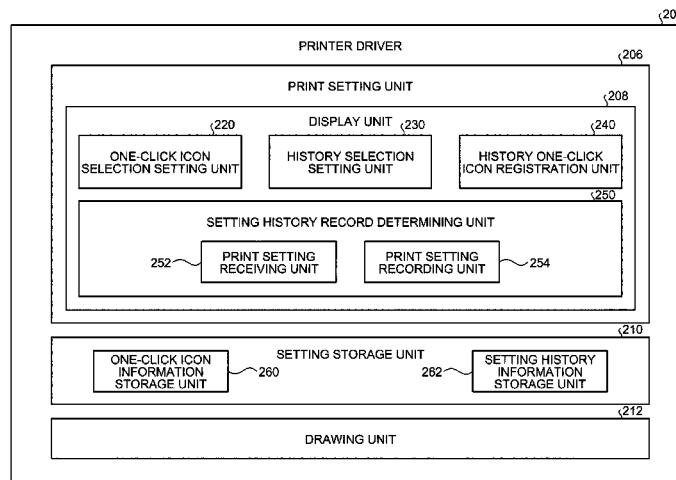 20
PRINTER DRIVER
206
PRINT SETTING UNIT
208
DISPLAY UNIT
220
230
240
ONE-CLICK ICON
SELECTION SETTING UNIT
HISTORY SELECTION
SETTING UNIT
HISTORY ONE-CLICK
ICON REGISTRATION UNIT
250
SETTING HISTORY RECORD DETERMINING UNIT
252
PRINT SETTING
RECEIVING UNIT
PRINT SETTING
RECORDING UNIT
254
210
SETTING STORAGE UNIT
ONE-CLICK ICON
INFORMATION
STORAGE UNIT
260
262
SETTING HISTORY
INFORMATION
STORAGE UNIT
212
DRAWING UNIT